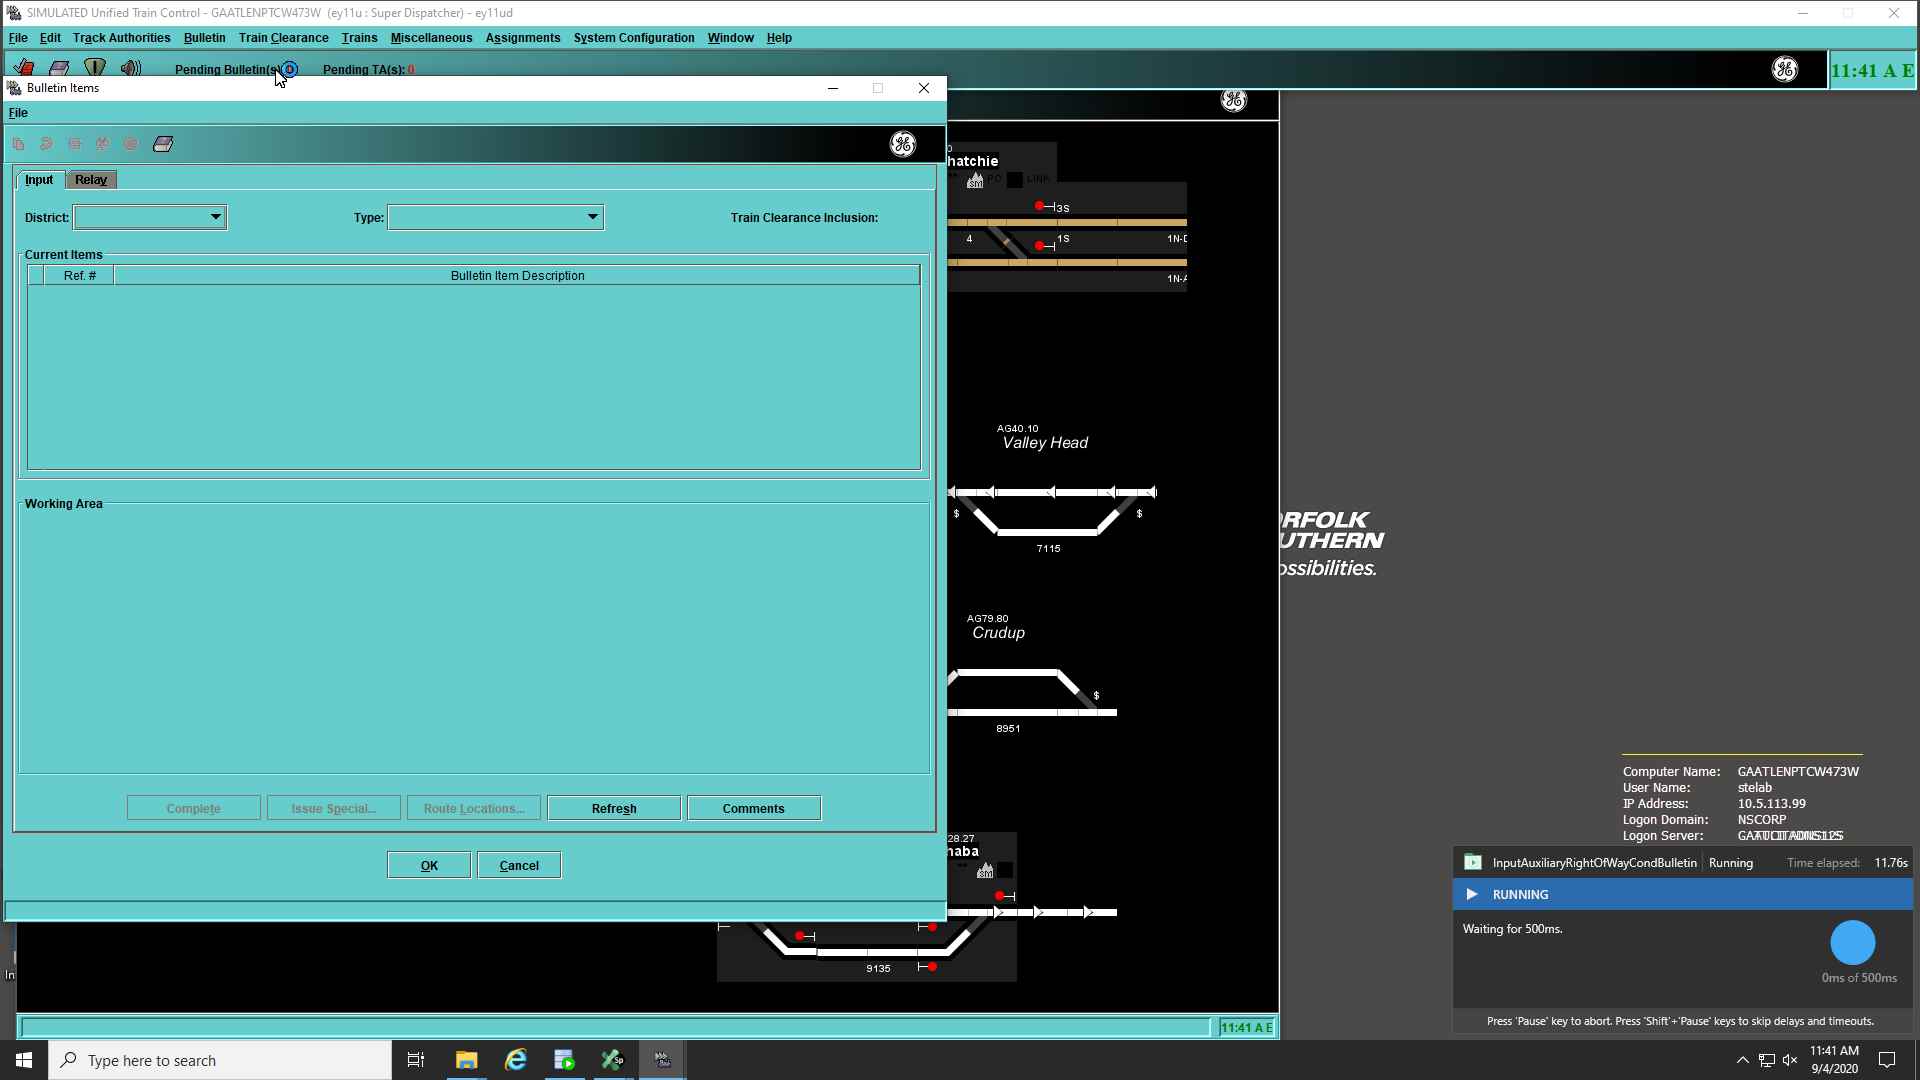 SIMULATED Unified Train Control - GAATLENPTCW473W (ey11u : Super Dispatcher) - ey11ud
File Edit Track Authorities Bulletin Train Clearance Trains Miscellaneous Assignments System Configuration Window Help
Pending Bulletin(s) Pending TA(s): 0
11:41 A E
Bulletin Items
File
Input Relay
District: Type: Train Clearance Inclusion:
Current Items
Ref. # Bulletin Item Description
Working Area
Complete Issue Special... Route Locations... Refresh Comments
OK Cancel
hatchie
SM PO LINK
3S
4 1S 1N-D
1N-A
AG40.10
Valley Head
$ $
7115
AG79.80
Crudup
$
8951
28.27
haba
SM
9135
11:41 A E
ORFOLK
UTHERN
ossibilities.
Computer Name: GAATLENPTCW473W
User Name: stelab
IP Address: 10.5.113.99
Logon Domain: NSCORP
Logon Server:
InputAuxiliaryRightOfWayCondBulletin Running Time elapsed: 11.76s
RUNNING
Waiting for 500ms.
0ms of 500ms
Press 'Pause' key to abort. Press 'Shift'+'Pause' keys to skip delays and timeouts.
In
Type here to search
11:41 AM
9/4/2020